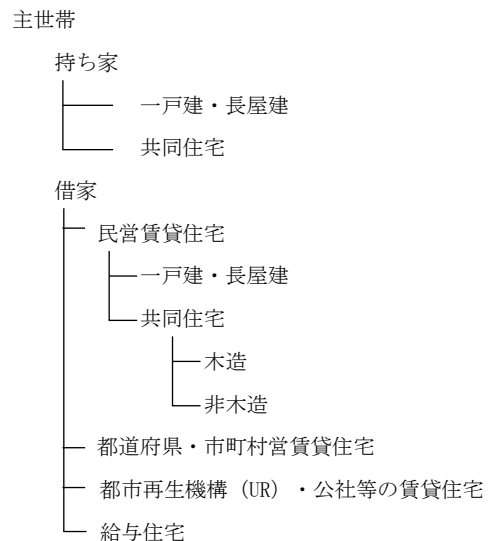 主世帯
持ち家
一戸建・長屋建
共同住宅
借家
民営賃貸住宅
一戸建・長屋建
共同住宅
木造
非木造
都道府県・市町村営賃貸住宅
都市再生機構（UR）・公社等の賃貸住宅
給与住宅